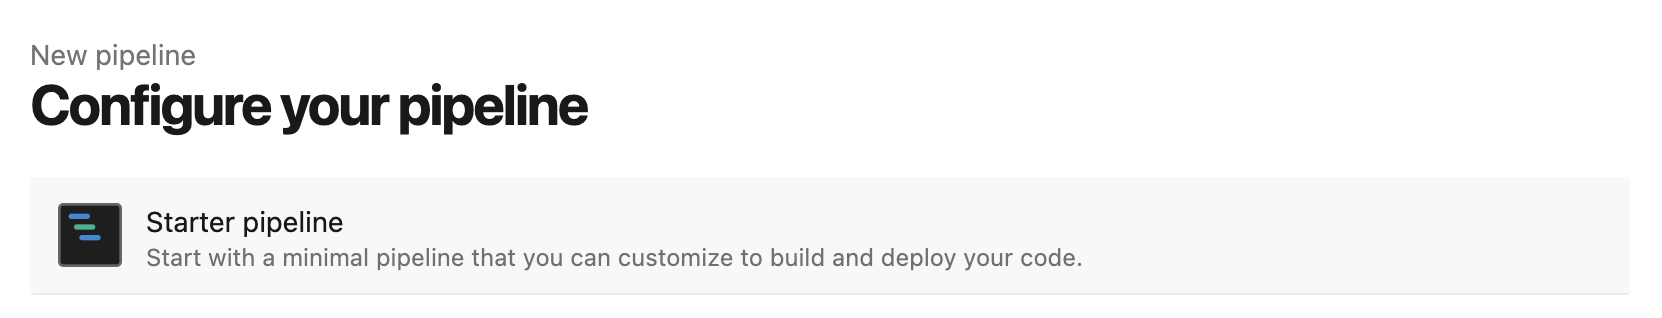 New pipeline
Configure your pipeline
Starter pipeline
Start with a minimal pipeline that you can customize to build and deploy your code.